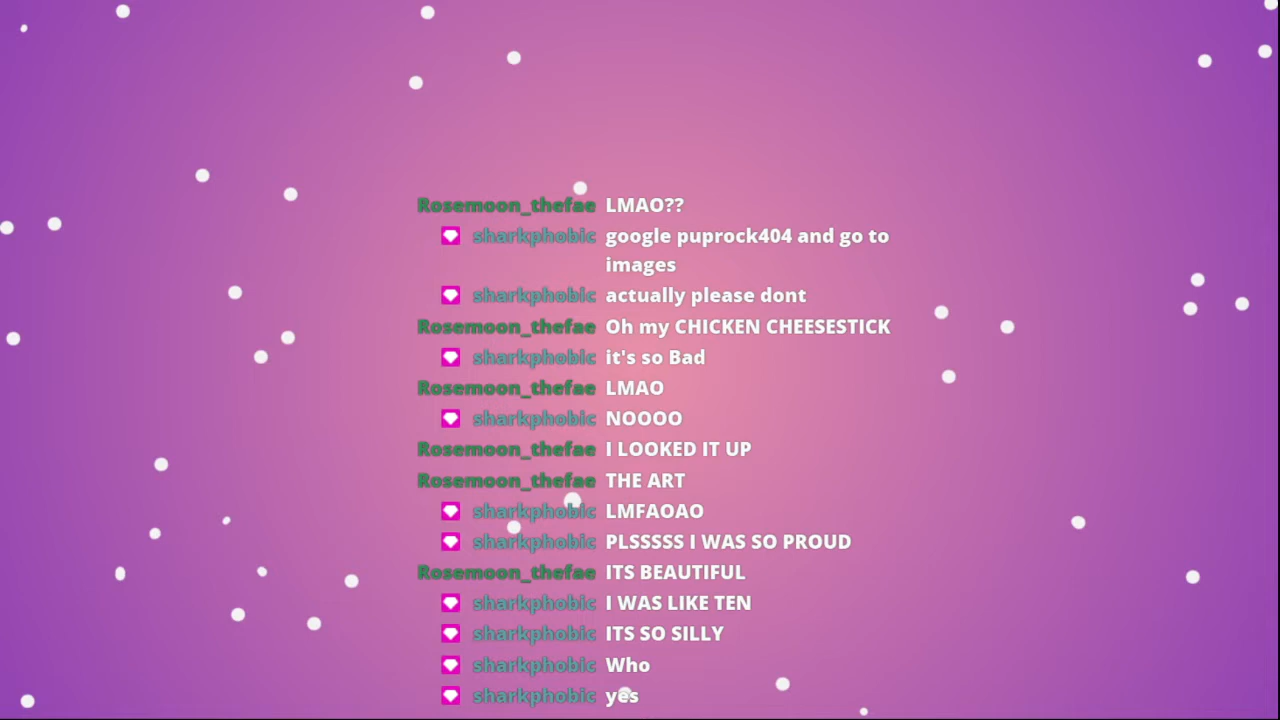 Rosemoon_thefae LMAO??
sharkphobic google puprock404 and go to
images
sharkphobic actually please dont
Rosemoon_thefae Oh my CHICKEN CHEESESTICK
sharkphobic it's so Bad
Rosemoon_thefae LMAO
sharkphobic NOOOO
Rosemoon_thefae I LOOKED IT UP
Rosemoon_thefae THE ART
sharkphobic LMFAOAO
sharkphobic PLSSSSS I WAS SO PROUD
Rosemoon_thefae ITS BEAUTIFUL
sharkphobic I WAS LIKE TEN
sharkphobic ITS SO SILLY
sharkphobic Who
sharkphobic yes